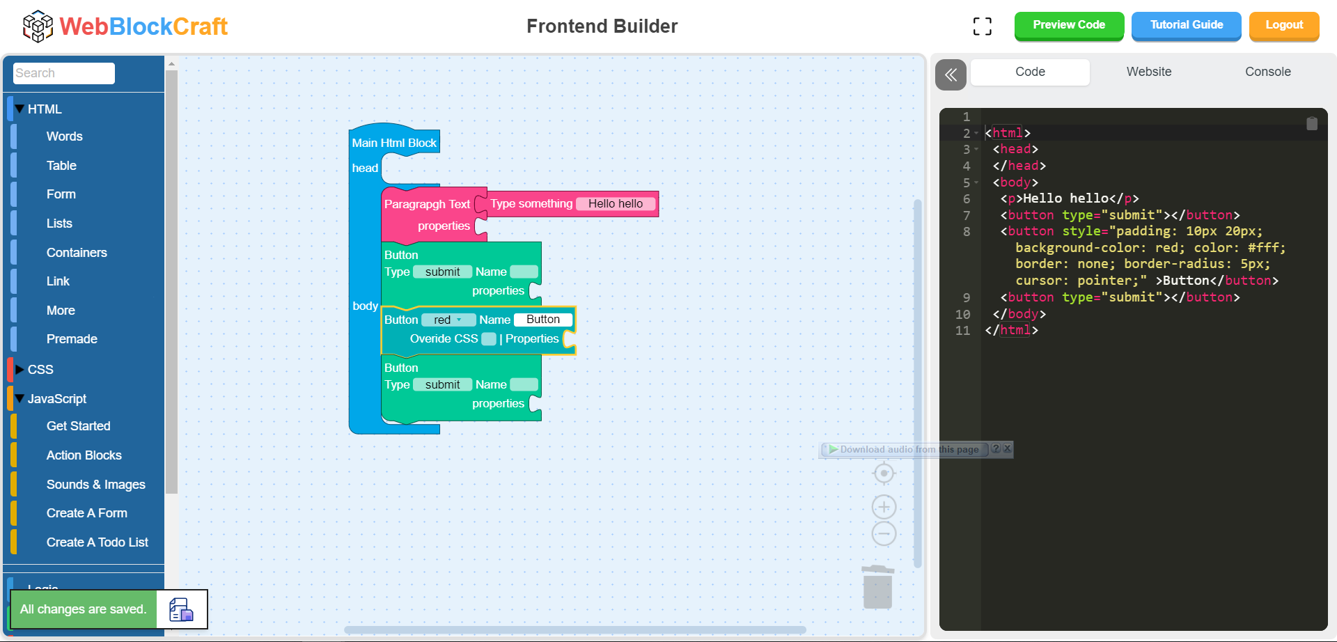 WebBlockCraft
Frontend Builder
Preview Code
Tutorial Guide
Logout
Search
HTML
Words
Table
Form
Lists
Containers
Link
More
Premade
CSS
JavaScript
Get Started
Action Blocks
Sounds & Images
Create A Form
Create A Todo List
Logic
All changes are saved.
Main Html Block
head
Paragrapgh Text Type something Hello hello
properties
Button
Type submit Name
properties
body
Button red Name Button
Overide CSS | Properties
Button
Type submit Name
properties
Download audio from this page ? X
Code Website Console
1
2 <html>
3 <head>
4 </head>
5 <body>
6 <p>Hello hello</p>
7 <button type="submit"></button>
8 <button style="padding: 10px 20px;
background-color: red; color: #fff;
border: none; border-radius: 5px;
cursor: pointer;" >Button</button>
9 <button type="submit"></button>
10 </body>
11 </html>